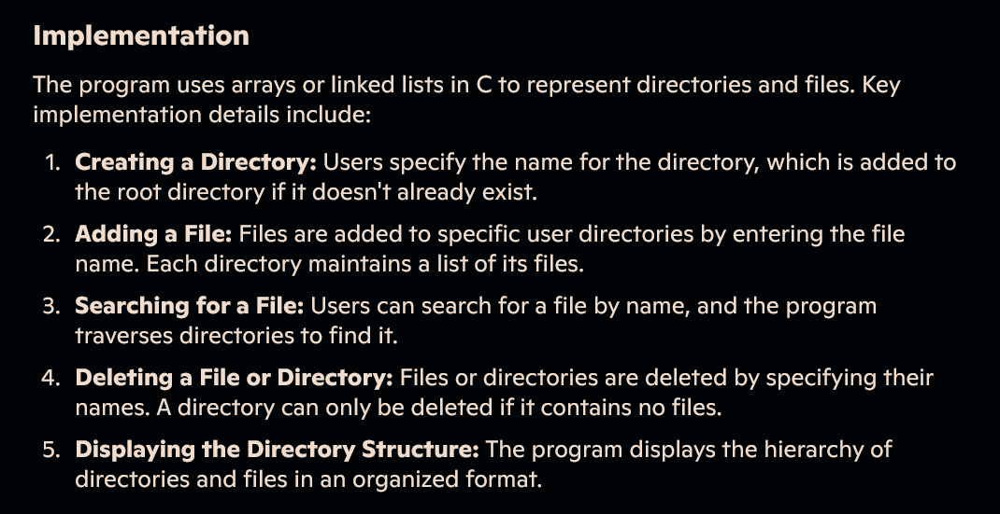 Implementation
The program uses arrays or linked lists in C to represent directories and files. Key
implementation details include:
1. Creating a Directory: Users specify the name for the directory, which is added to
the root directory if it doesn't already exist.
2. Adding a File: Files are added to specific user directories by entering the file
name. Each directory maintains a list of its files.
3. Searching for a File: Users can search for a file by name, and the program
traverses directories to find it.
4. Deleting a File or Directory: Files or directories are deleted by specifying their
names. A directory can only be deleted if it contains no files.
5. Displaying the Directory Structure: The program displays the hierarchy of
directories and files in an organized format.